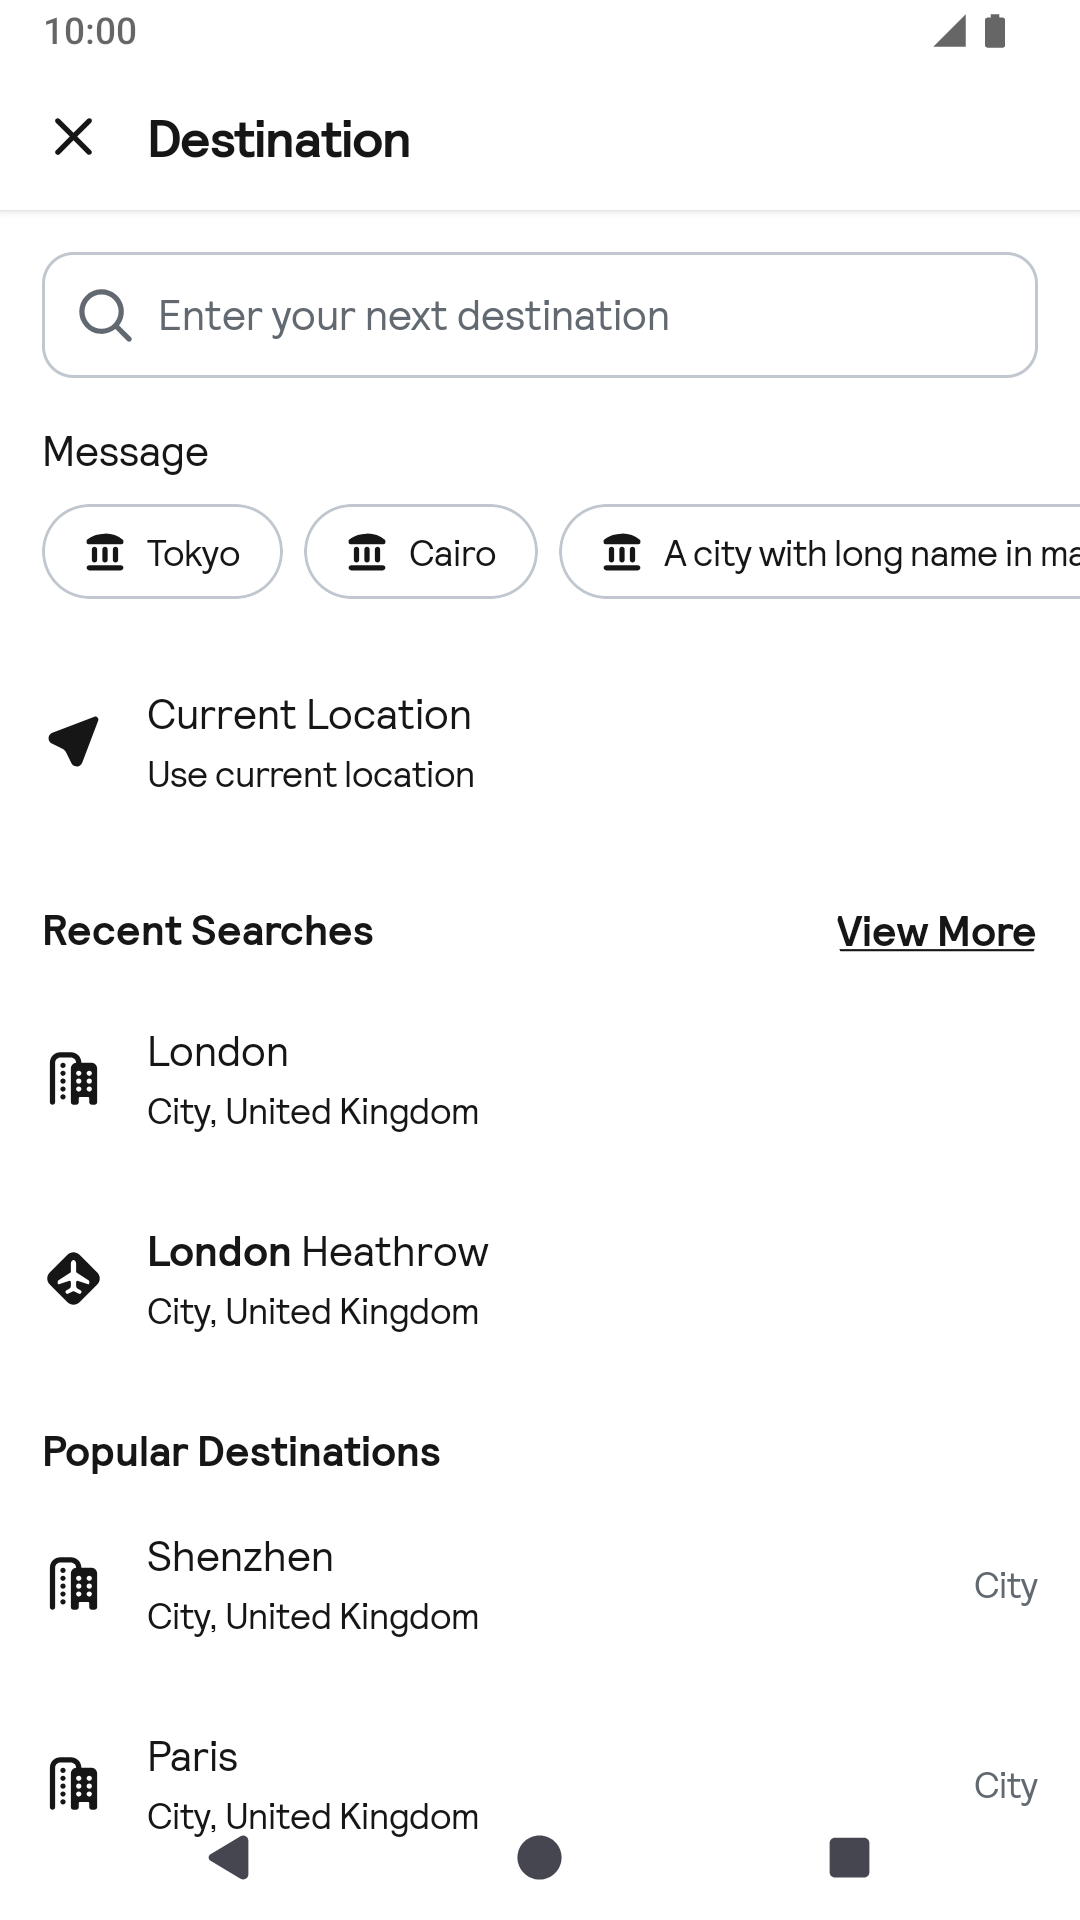 10:00
Destination
Enter your next destination
Message
Tokyo Cairo A city with long name in ma
Current Location
Use current location
Recent Searches View More
London
City, United Kingdom
London Heathrow
City, United Kingdom
Popular Destinations
Shenzhen
City, United Kingdom
City
Paris
City, United Kingdom
City